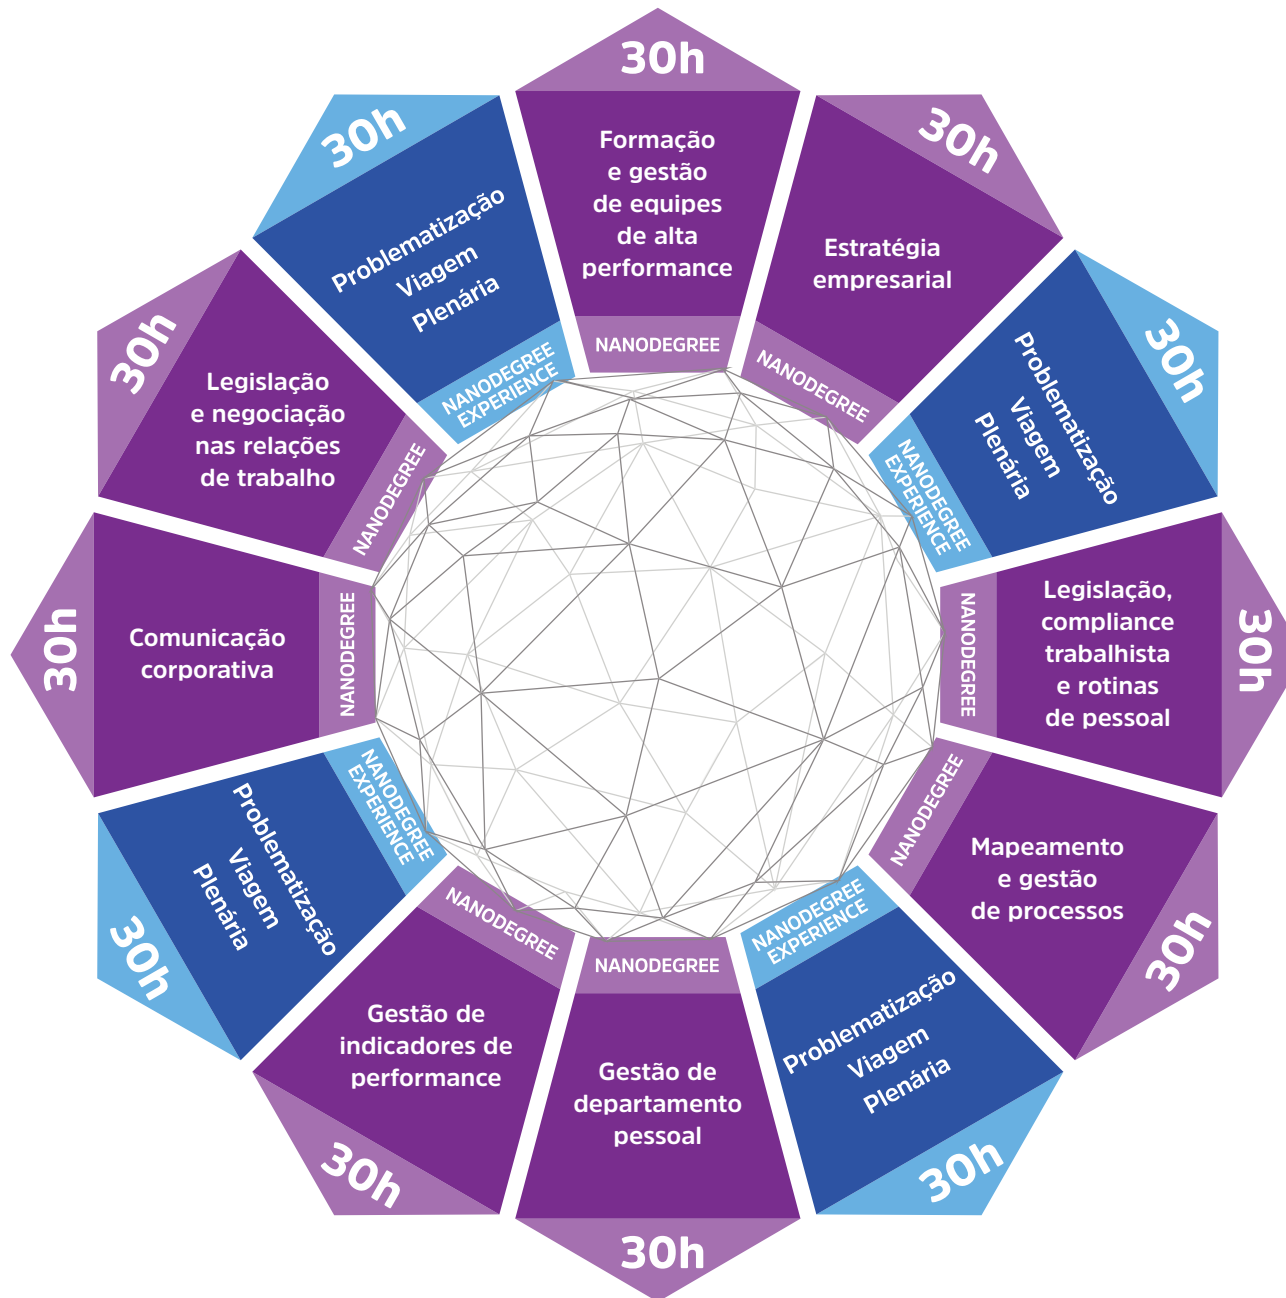 30h
Formação
e gestão
de equipes
de alta
performance
NANODEGREE
30h
Estratégia
empresarial
NANODEGREE
30h
Problematização
Viagem
Plenária
NANODEGREE
EXPERIENCE
30h
Legislação,
compliance
trabalhista
e rotinas
de pessoal
NANODEGREE
30h
Mapeamento
e gestão
de processos
NANODEGREE
30h
Problematização
Viagem
Plenária
NANODEGREE
EXPERIENCE
30h
Gestão de
departamento
pessoal
NANODEGREE
30h
Gestão de
indicadores de
performance
NANODEGREE
30h
Problematização
Viagem
Plenária
NANODEGREE
EXPERIENCE
30h
Comunicação
corporativa
NANODEGREE
30h
Legislação
e negociação
nas relações
de trabalho
NANODEGREE
30h
Problematização
Viagem
Plenária
NANODEGREE
EXPERIENCE